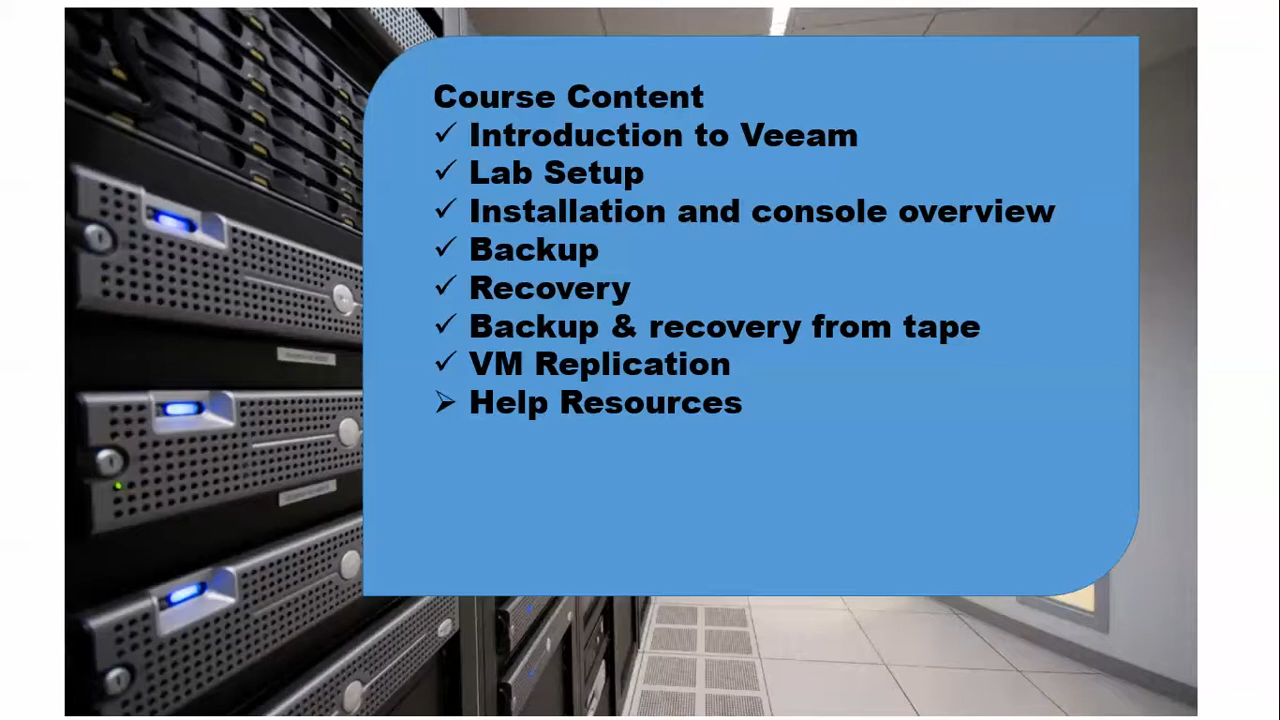 Course Content
✓ Introduction to Veeam
✓ Lab Setup
✓ Installation and console overview
✓ Backup
✓ Recovery
✓ Backup & recovery from tape
✓ VM Replication
➢ Help Resources